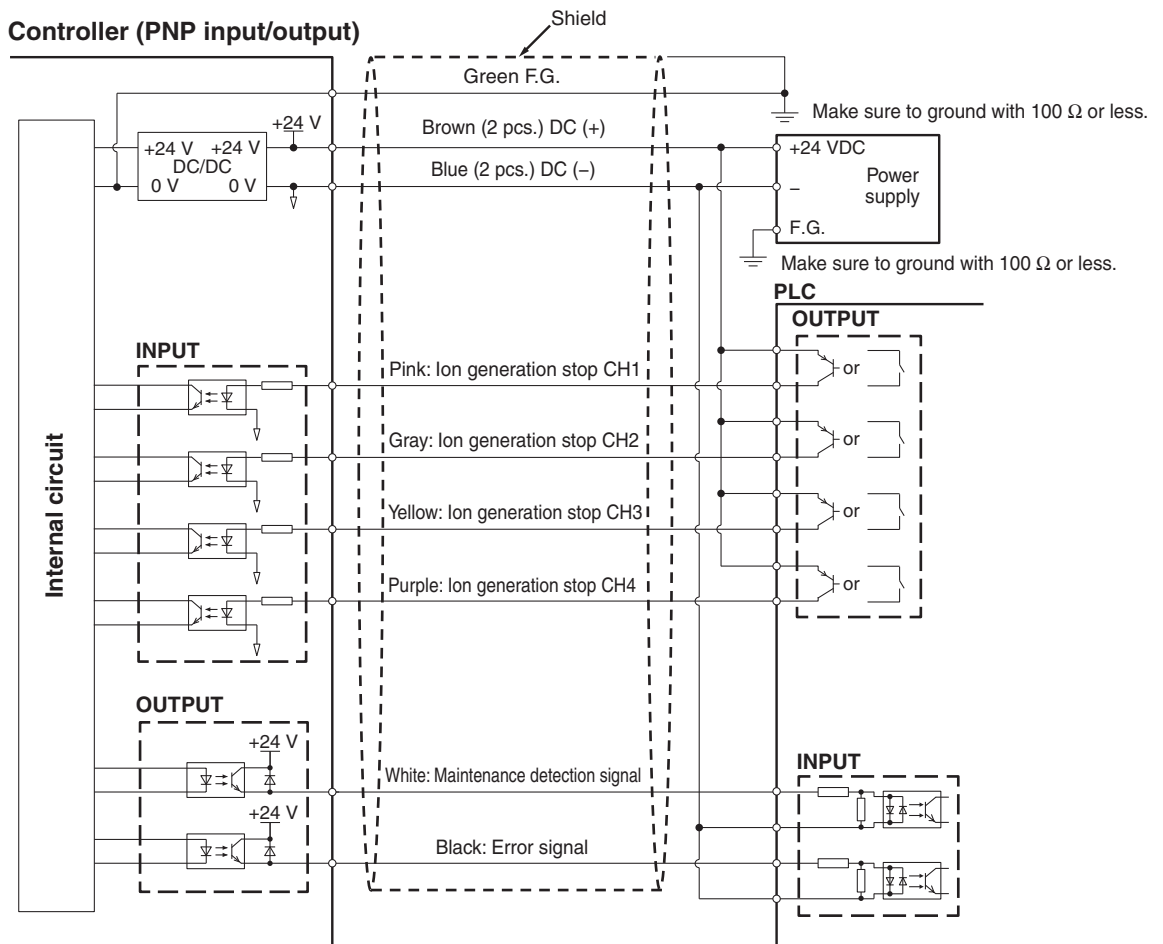 Shield
Controller (PNP input/output)
Green F.G.
Make sure to ground with 100 Ω or less.
+24 V
Brown (2 pcs.) DC (+)
+24 V +24 V
DC/DC
0 V 0 V
Blue (2 pcs.) DC (−)
+24 VDC
Power
supply
−
F.G.
Make sure to ground with 100 Ω or less.
PLC
OUTPUT
INPUT
Pink: Ion generation stop CH1
or
Gray: Ion generation stop CH2
or
Internal circuit
Yellow: Ion generation stop CH3
or
Purple: Ion generation stop CH4
or
OUTPUT
+24 V
White: Maintenance detection signal
INPUT
+24 V
Black: Error signal